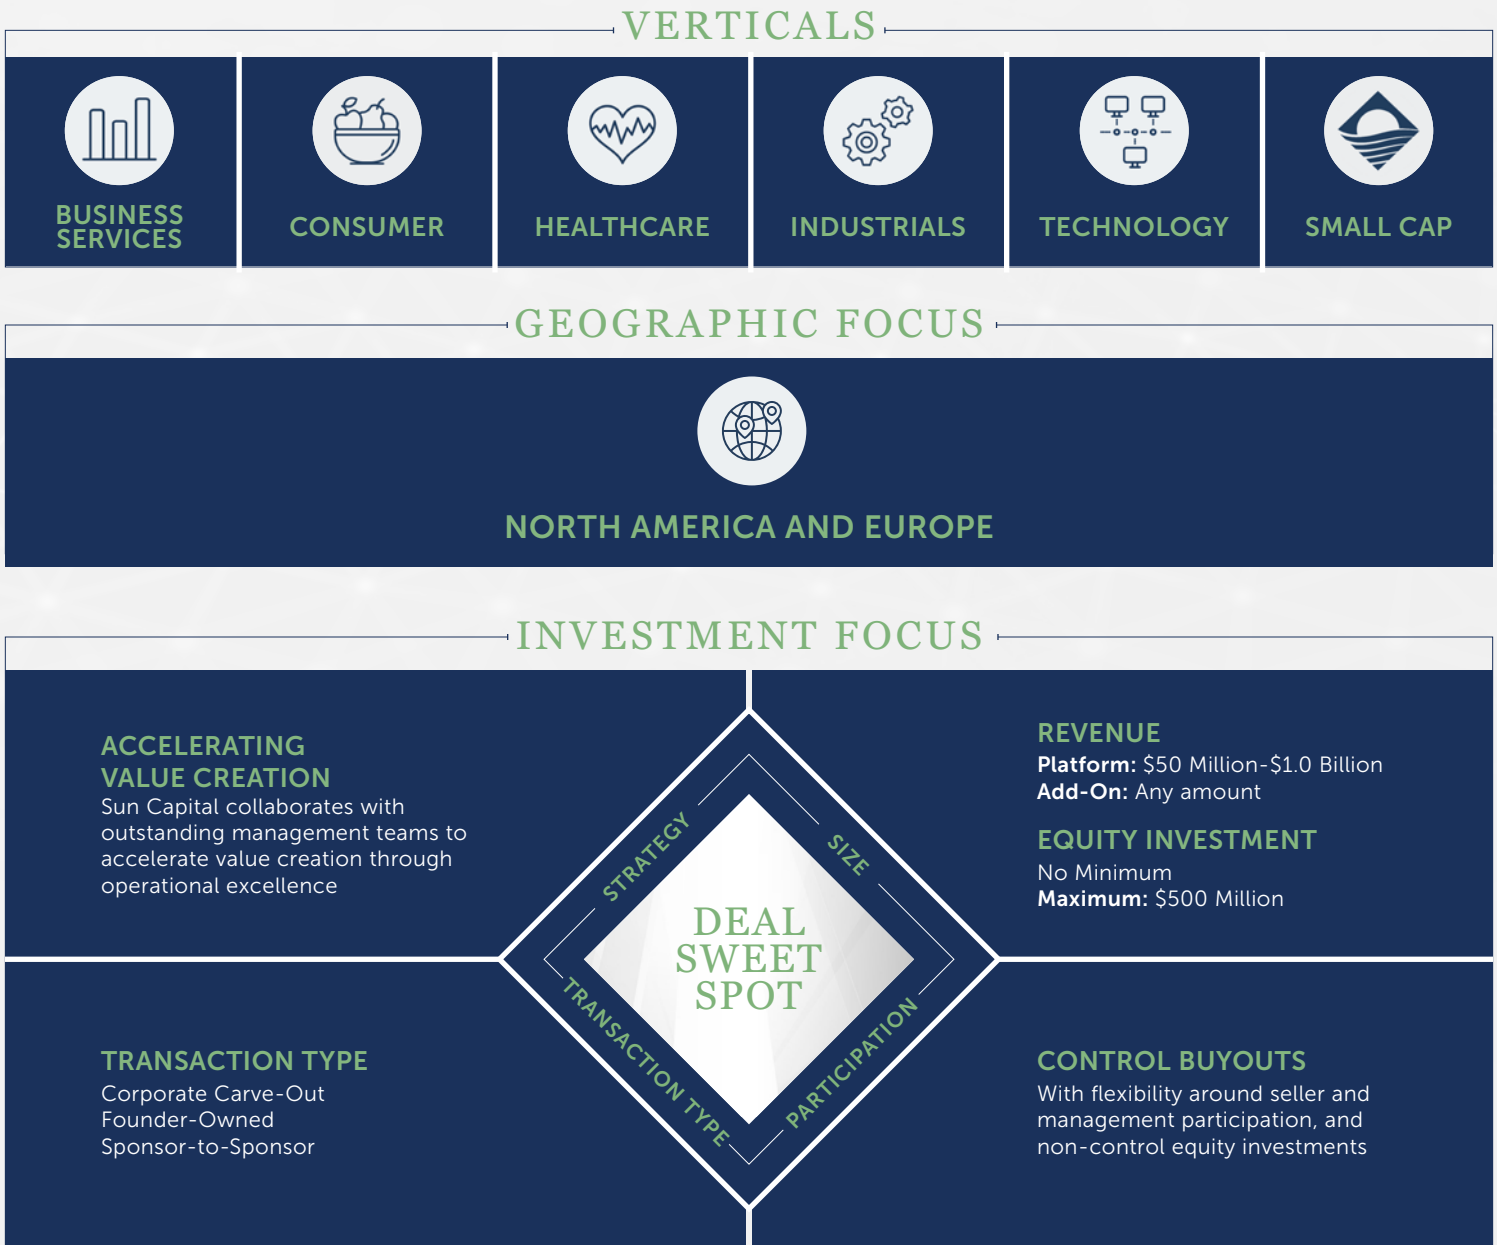 VERTICALS
BUSINESS
SERVICES
CONSUMER
HEALTHCARE
INDUSTRIALS
TECHNOLOGY
SMALL CAP
GEOGRAPHIC FOCUS
NORTH AMERICA AND EUROPE
INVESTMENT FOCUS
ACCELERATING
VALUE CREATION
Sun Capital collaborates with
outstanding management teams to
accelerate value creation through
operational excellence
REVENUE
Platform: $50 Million-$1.0 Billion
Add-On: Any amount
EQUITY INVESTMENT
No Minimum
Maximum: $500 Million
STRATEGY
SIZE
DEAL
SWEET
SPOT
TRANSACTION TYPE
PARTICIPATION
TRANSACTION TYPE
Corporate Carve-Out
Founder-Owned
Sponsor-to-Sponsor
CONTROL BUYOUTS
With flexibility around seller and
management participation, and
non-control equity investments